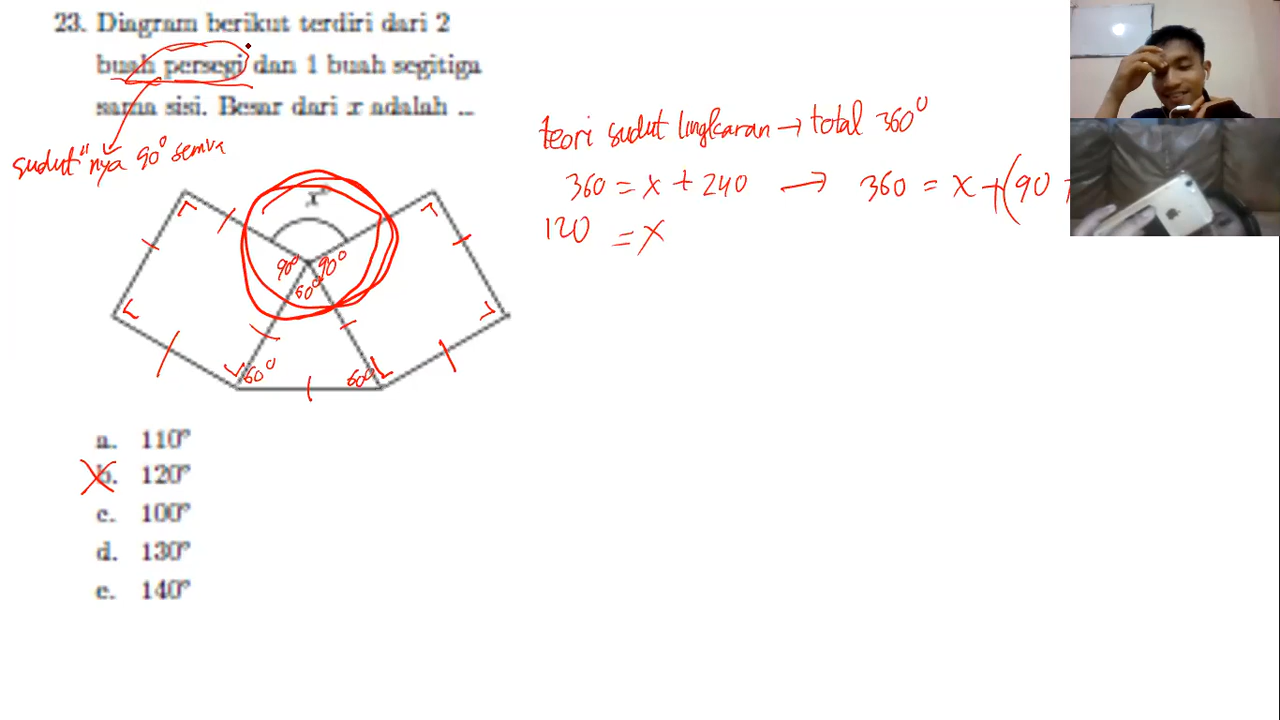 23. Diagram berikut terdiri dari 2
buah persegi dan 1 buah segitiga
sama sisi. Besar dari x adalah ...
sudut"nya 90° semua
teori sudut lingkaran → total 360°
360 = x + 240 → 360 = x + (90 +
120 = x
x°
90° 90°
60°
60° 60°
a. 110°
b. 120°
c. 100°
d. 130°
e. 140°